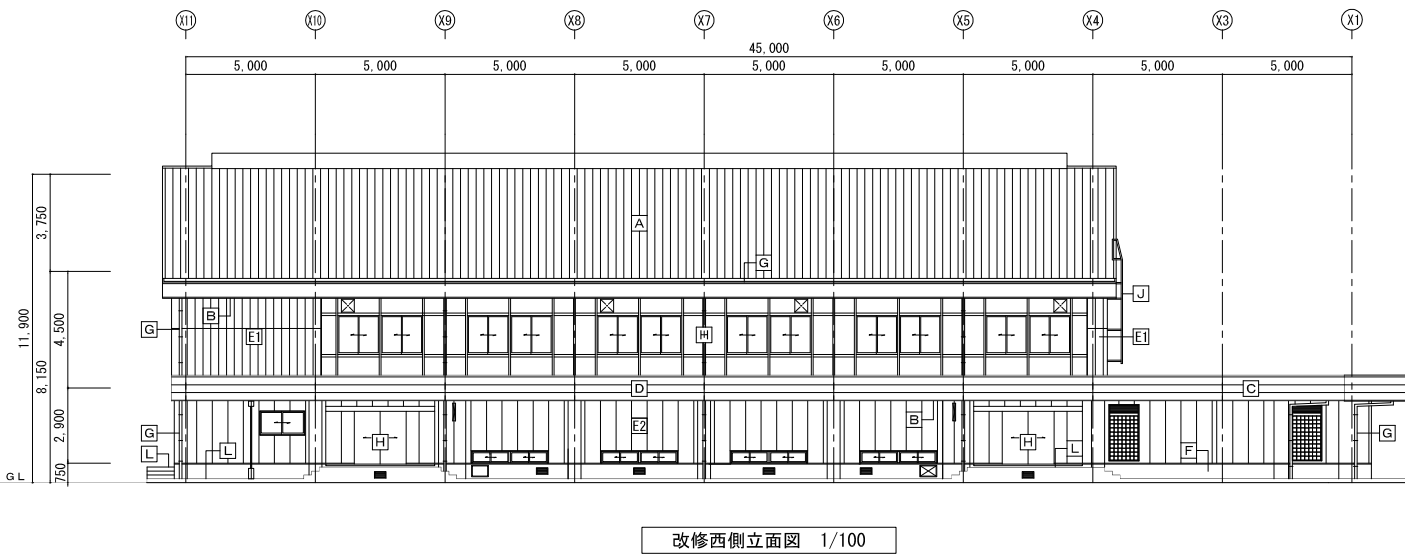 X11 X10 X9 X8 X7 X6 X5 X4 X3 X1
45,000
5,000 5,000 5,000 5,000 5,000 5,000 5,000 5,000 5,000
11,900
3,750
8,150
4,500
2,900
750
GL
A
G
J
B
G
E1
H
E1
D
C
B
E2
G
H
H
G
L
L
L
F
改修西側立面図 1/100